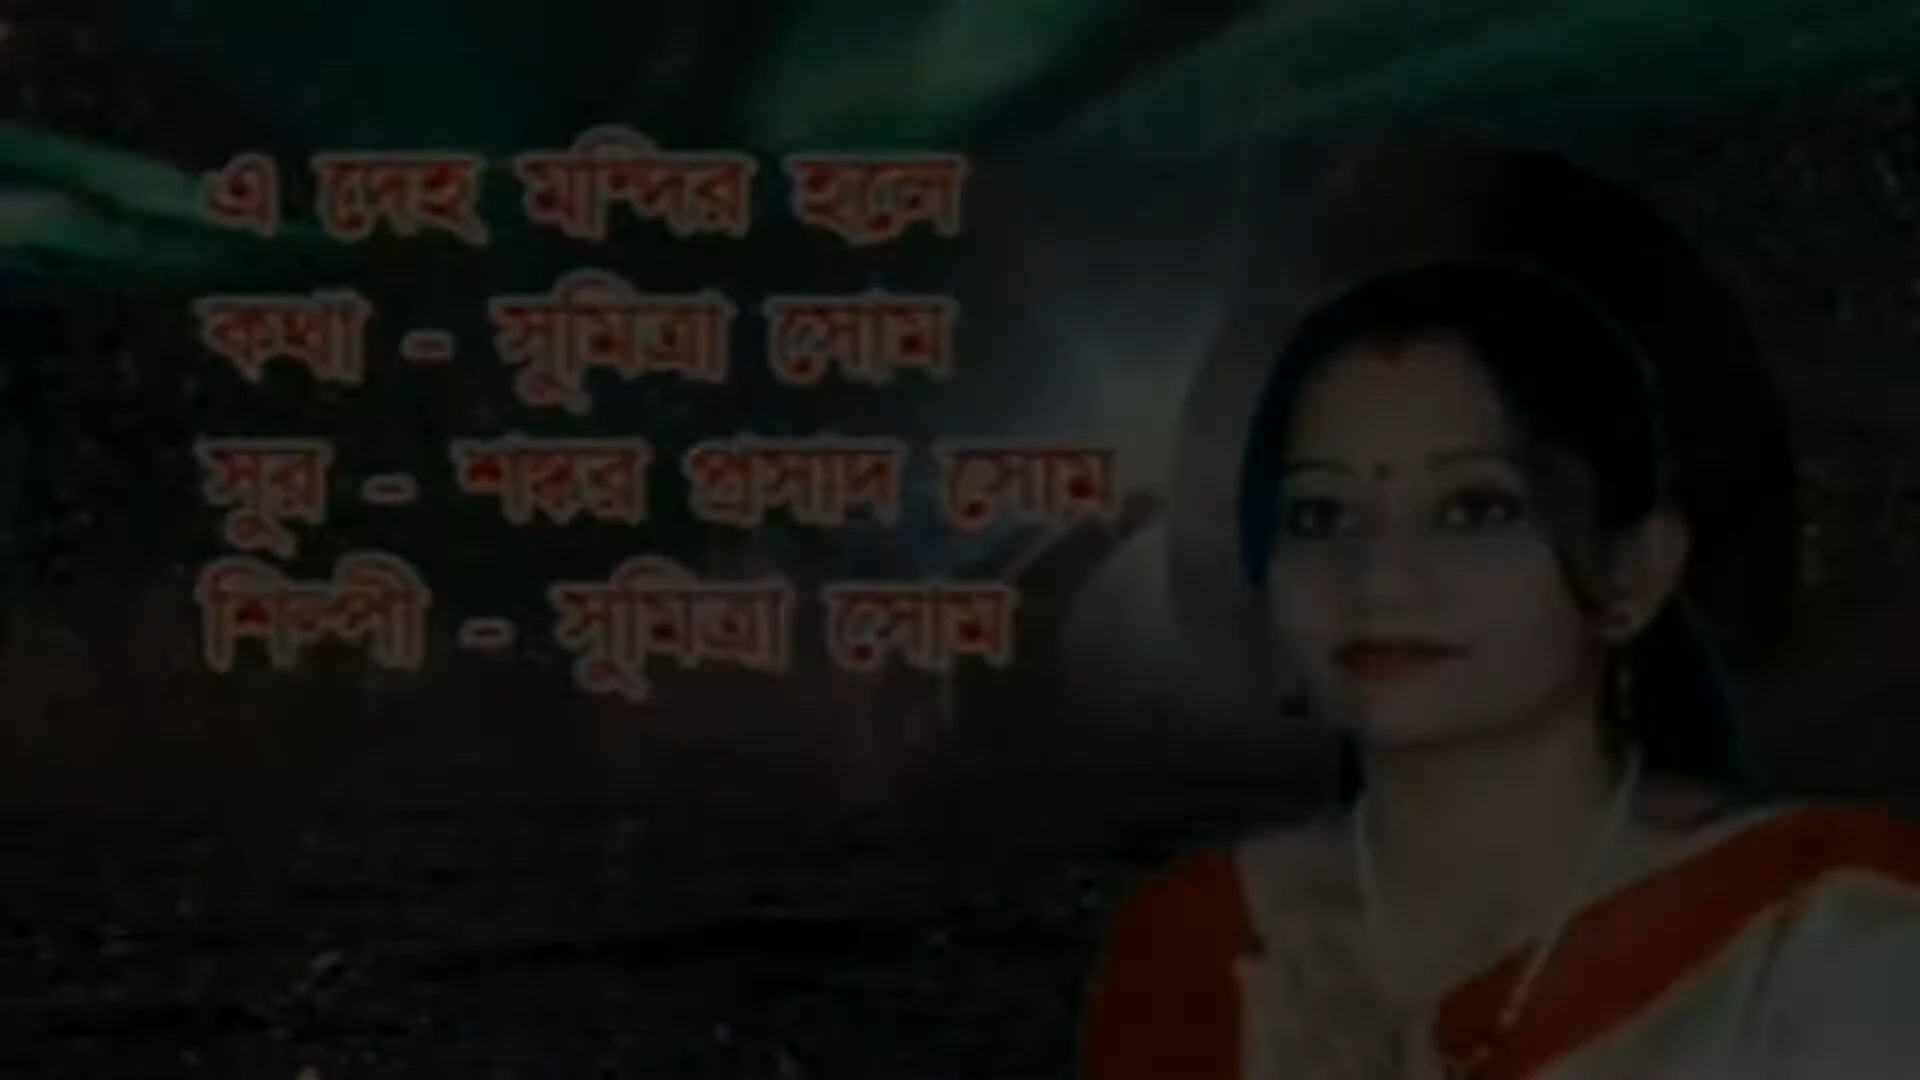 এ দেহ মন্দির হলে
কথা - সুমিত্রা সোম
সুর - শঙ্কর প্রসাদ সোম
শিল্পী - সুমিত্রা সোম